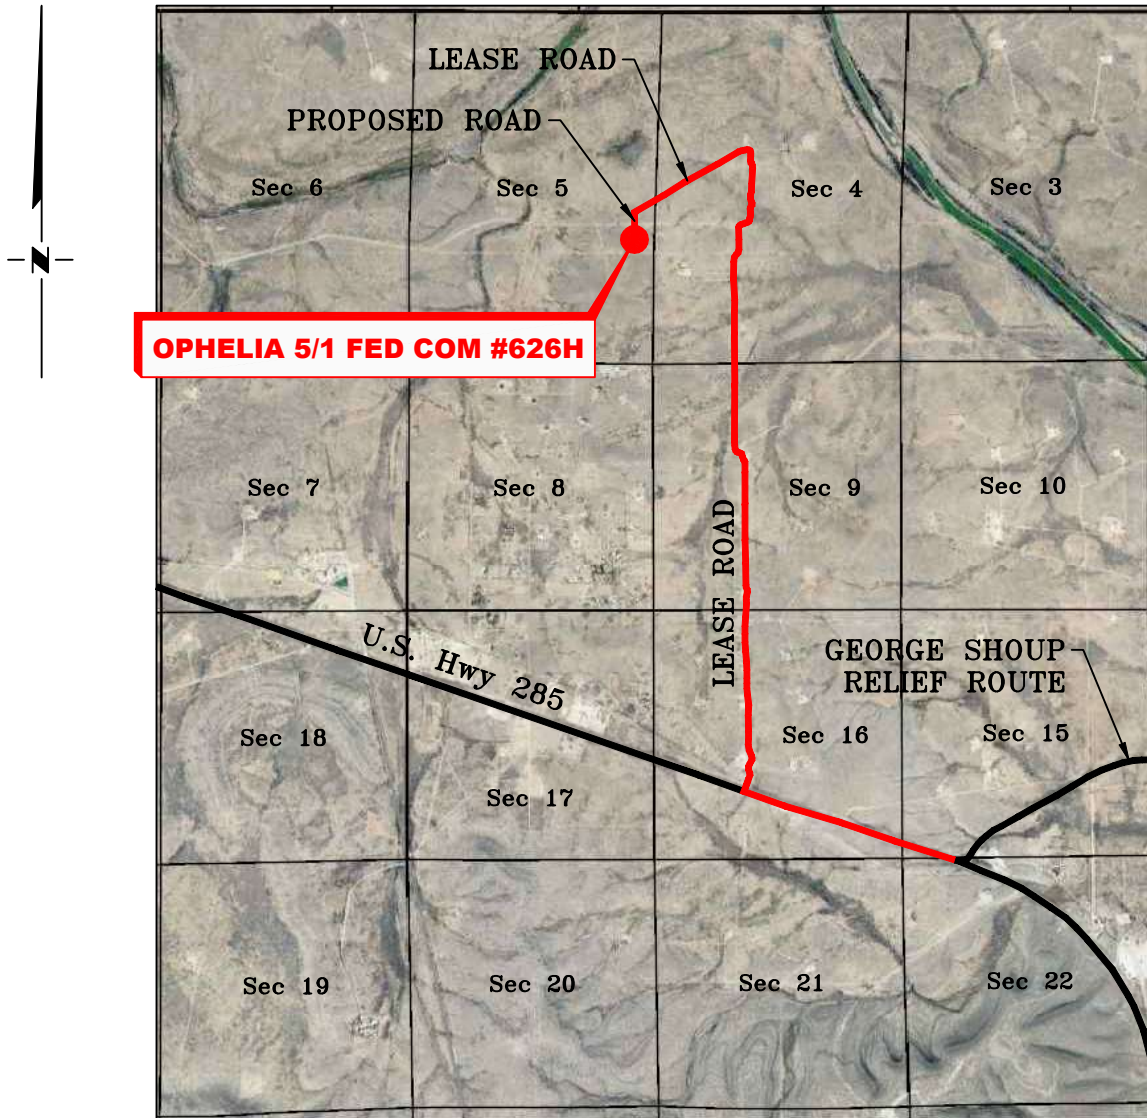 LEASE ROAD
PROPOSED ROAD
Sec 6
Sec 5
Sec 4
Sec 3
N
OPHELIA 5/1 FED COM #626H
Sec 7
Sec 8
Sec 9
Sec 10
LEASE ROAD
U.S. Hwy 285
GEORGE SHOUP
RELIEF ROUTE
Sec 18
Sec 17
Sec 16
Sec 15
Sec 19
Sec 20
Sec 21
Sec 22